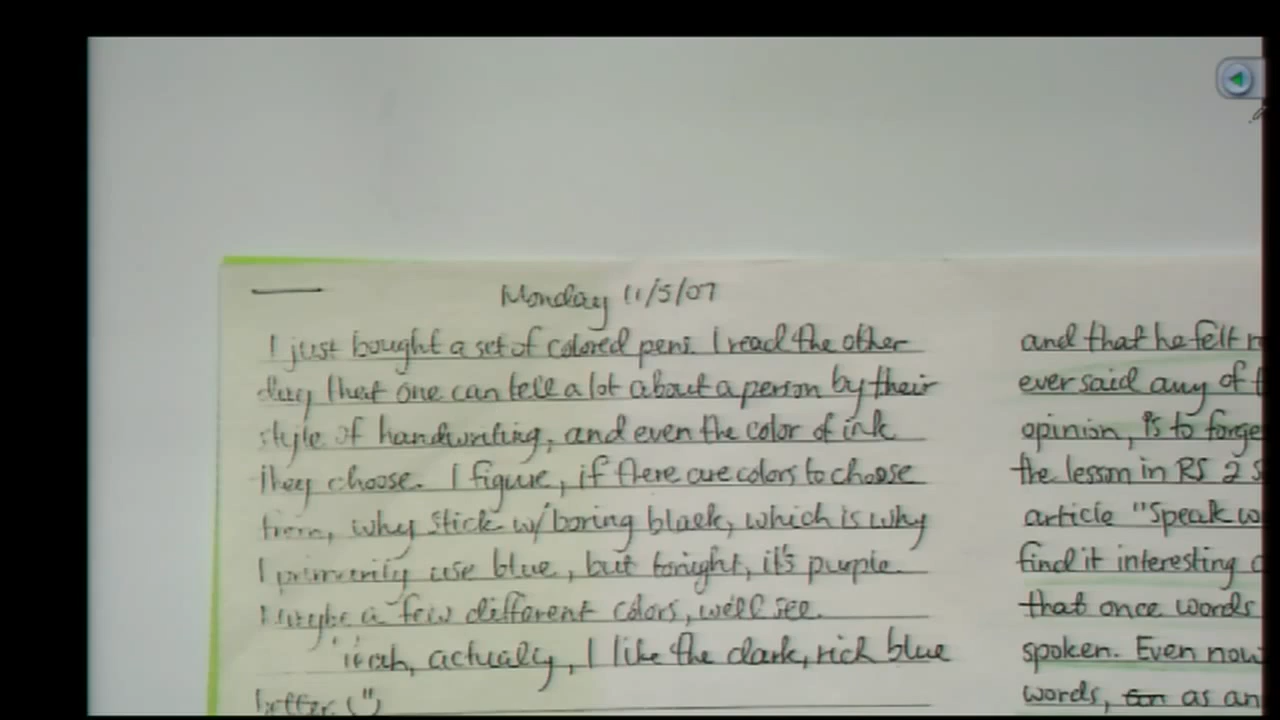 Monday 11/5/07
I just bought a set of colored pens. I read the other
day that one can tell a lot about a person by their
style of handwriting, and even the color of ink
they choose. I figure, if there are colors to choose
from, why stick w/ boring black, which is why
I primarily use blue, but tonight, it's purple.
Maybe a few different colors, we'll see.
Yeah, actualy, I like the dark, rich blue
better. (")
and that he felt
ever said any of
opinion, is to forge
the lesson in RS 2
article "Speak
find it interesting
that once words
spoken. Even now
words, as an